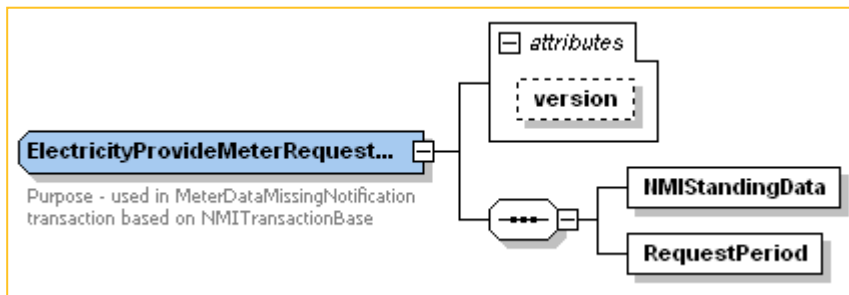 attributes
version
ElectricityProvideMeterRequest...
Purpose - used in MeterDataMissingNotification
transaction based on NMITransactionBase
NMIStandingData
RequestPeriod